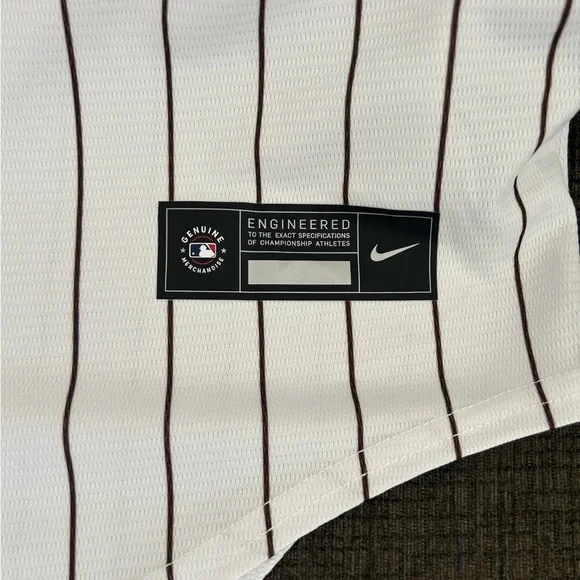 GENUINE
MERCHANDISE
ENGINEERED
TO THE EXACT SPECIFICATIONS
OF CHAMPIONSHIP ATHLETES